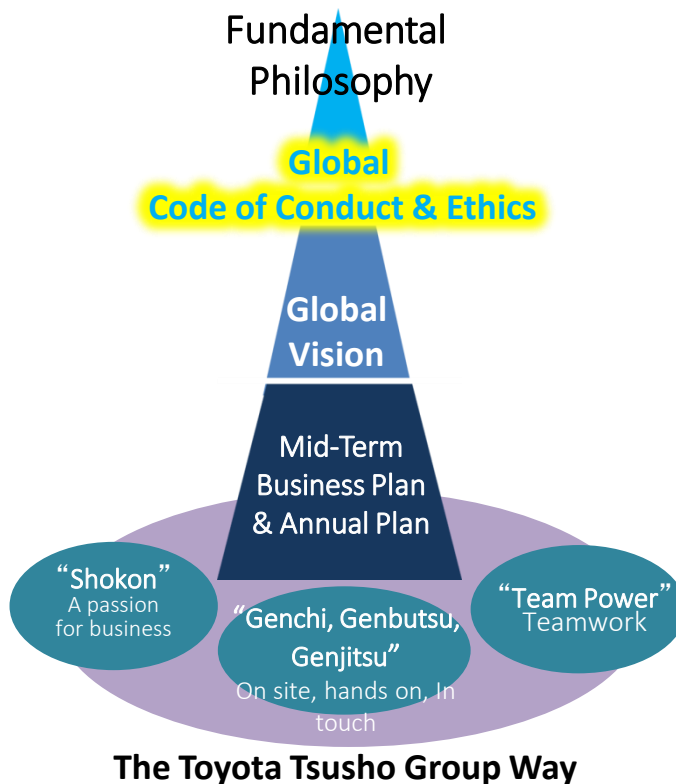 Fundamental
Philosophy
Global
Code of Conduct & Ethics
Global
Vision
Mid-Term
Business Plan
& Annual Plan
“Shokon”
A passion
for business
“Genchi, Genbutsu,
Genjitsu”
On site, hands on, In
touch
“Team Power”
Teamwork
The Toyota Tsusho Group Way